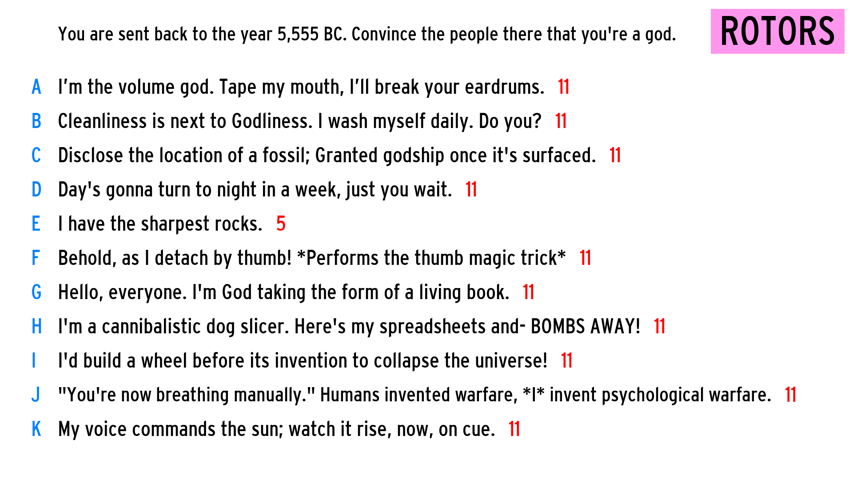 You are sent back to the year 5,555 BC. Convince the people there that you're a god.
ROTORS
A I'm the volume god. Tape my mouth, I'll break your eardrums. 11
B Cleanliness is next to Godliness. I wash myself daily. Do you? 11
C Disclose the location of a fossil; Granted godship once it's surfaced. 11
D Day's gonna turn to night in a week, just you wait. 11
E I have the sharpest rocks. 5
F Behold, as I detach by thumb! *Performs the thumb magic trick* 11
G Hello, everyone. I'm God taking the form of a living book. 11
H I'm a cannibalistic dog slicer. Here's my spreadsheets and- BOMBS AWAY! 11
I I'd build a wheel before its invention to collapse the universe! 11
J "You're now breathing manually." Humans invented warfare, *I* invent psychological warfare. 11
K My voice commands the sun; watch it rise, now, on cue. 11